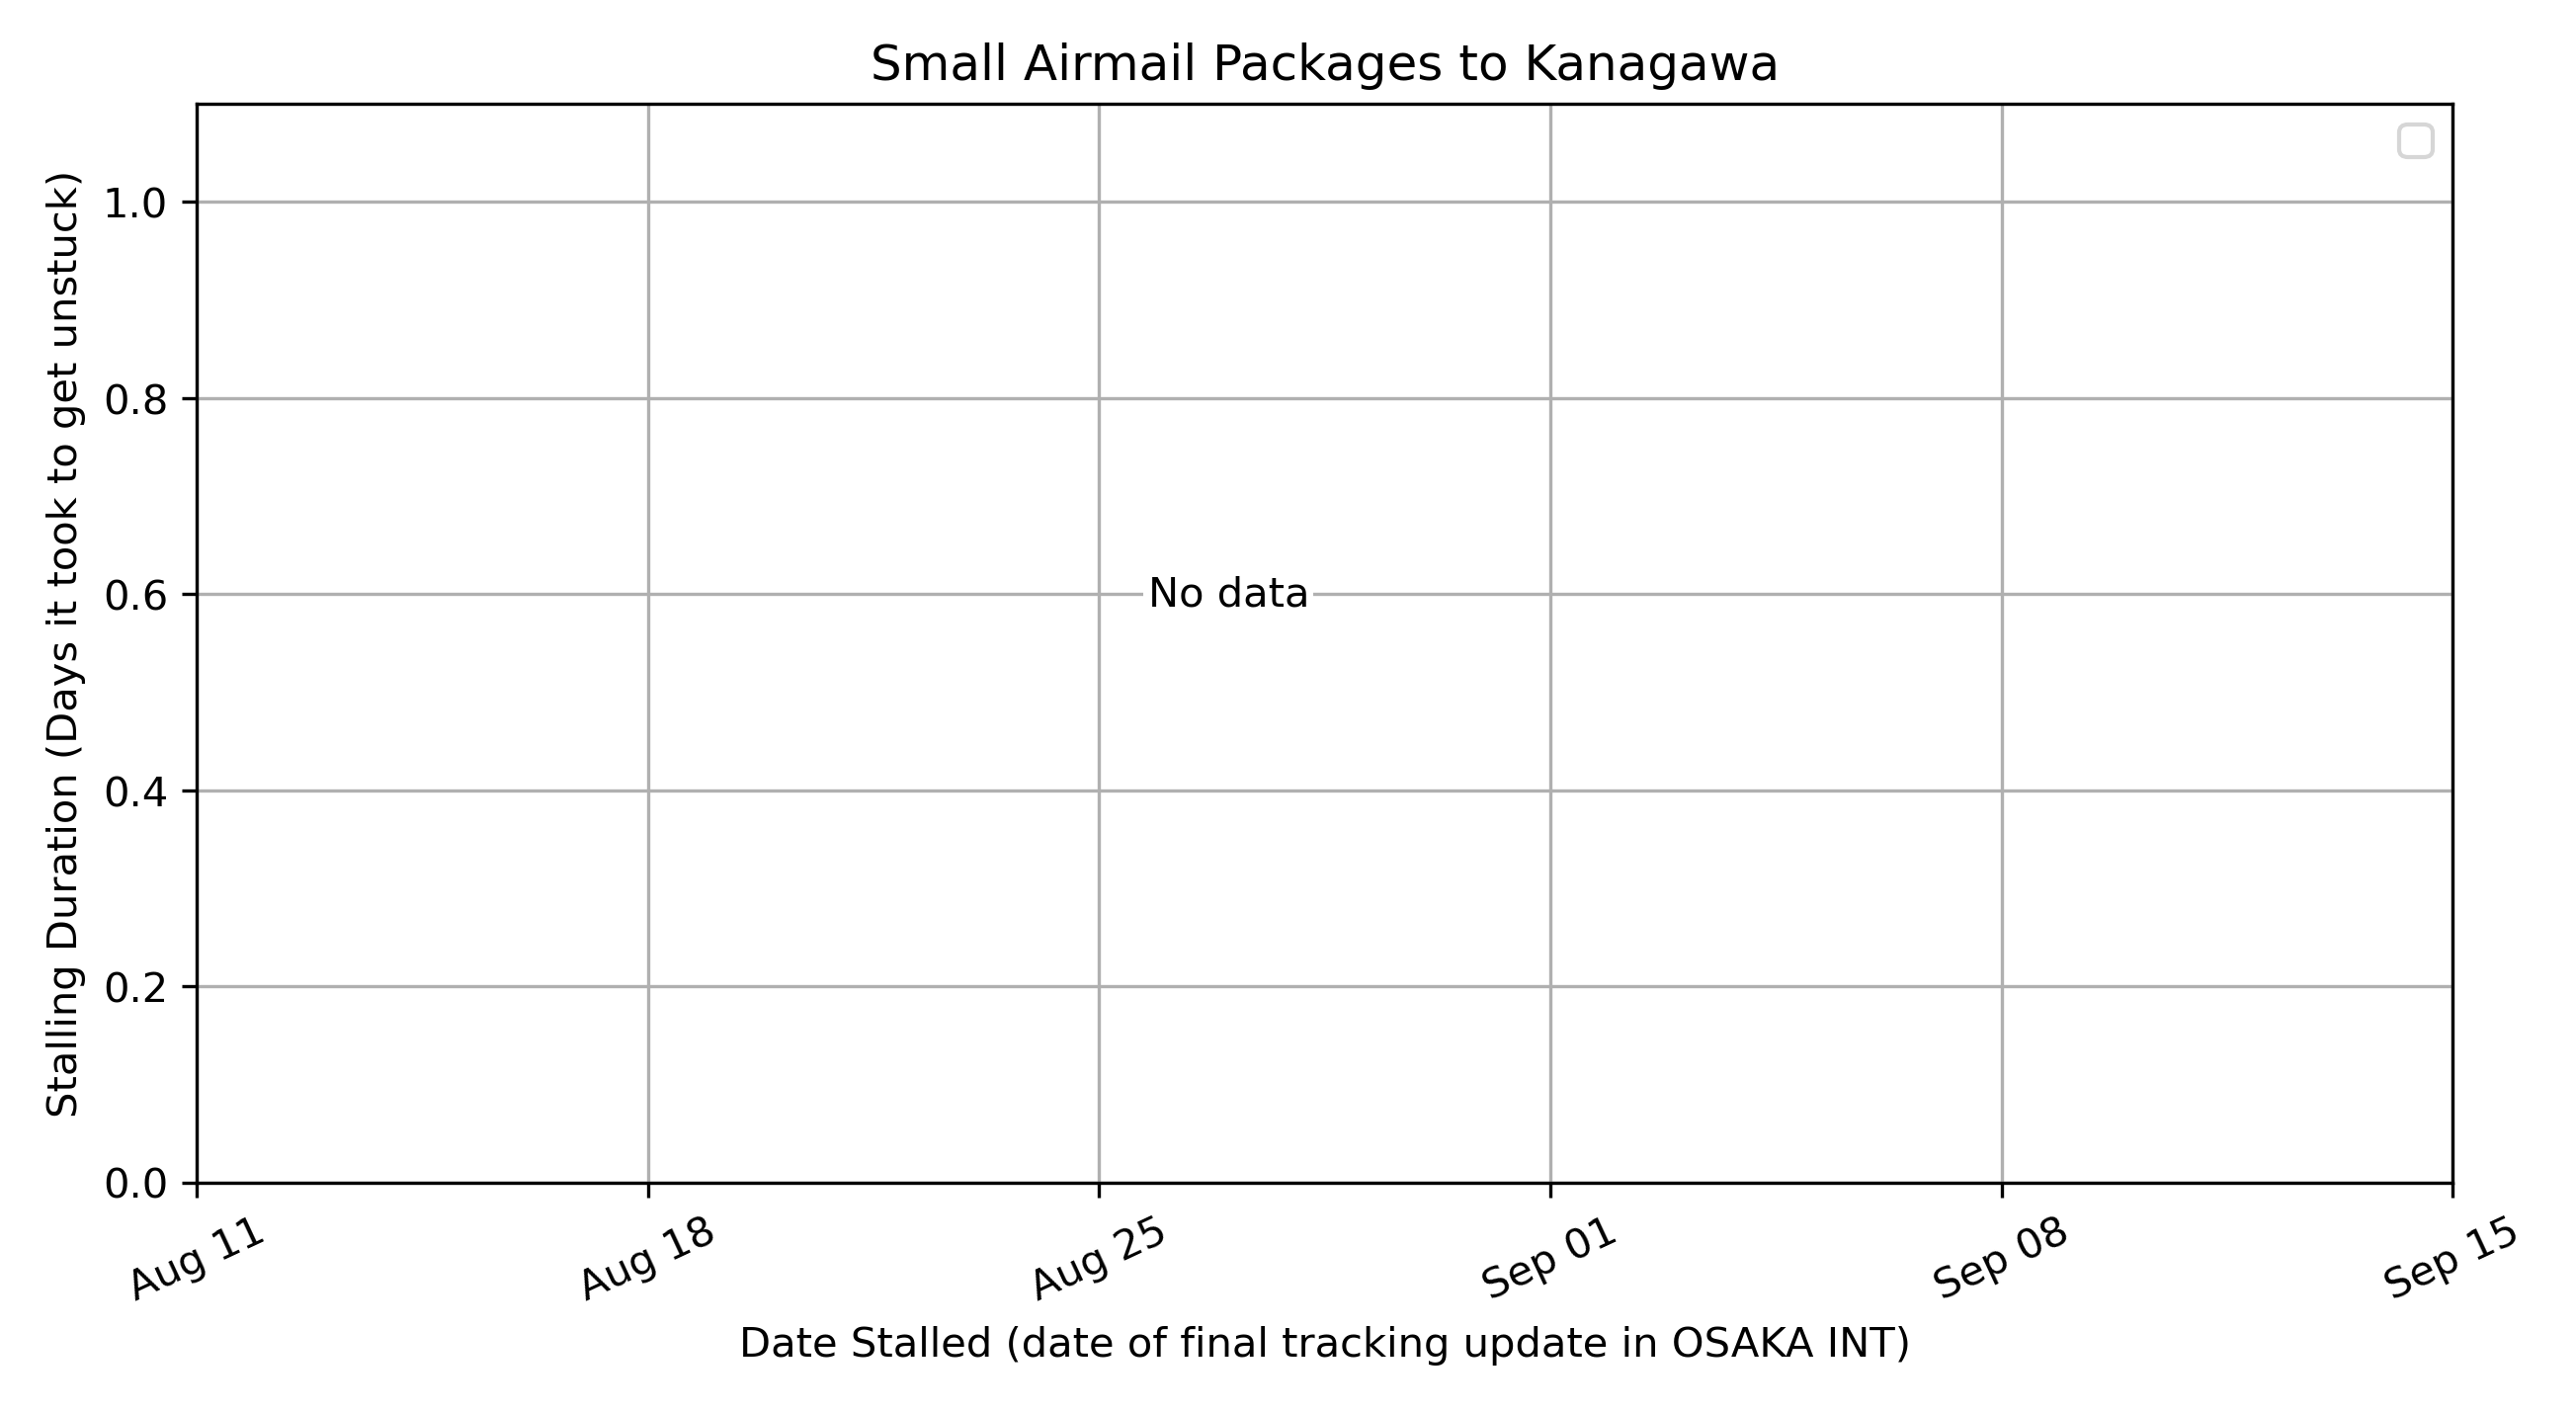 Small Airmail Packages to Kanagawa
Stalling Duration (Days it took to get unstuck)
1.0
0.8
0.6
0.4
0.2
0.0
No data
Aug 11
Aug 18
Aug 25
Sep 01
Sep 08
Sep 15
Date Stalled (date of final tracking update in OSAKA INT)